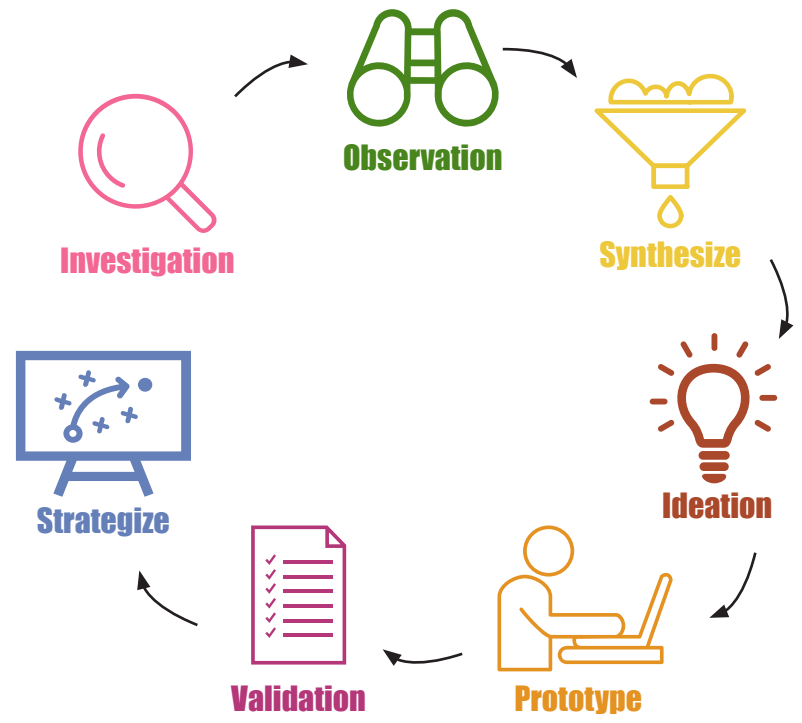 Observation
Synthesize
Investigation
Ideation
Strategize
Validation
Prototype